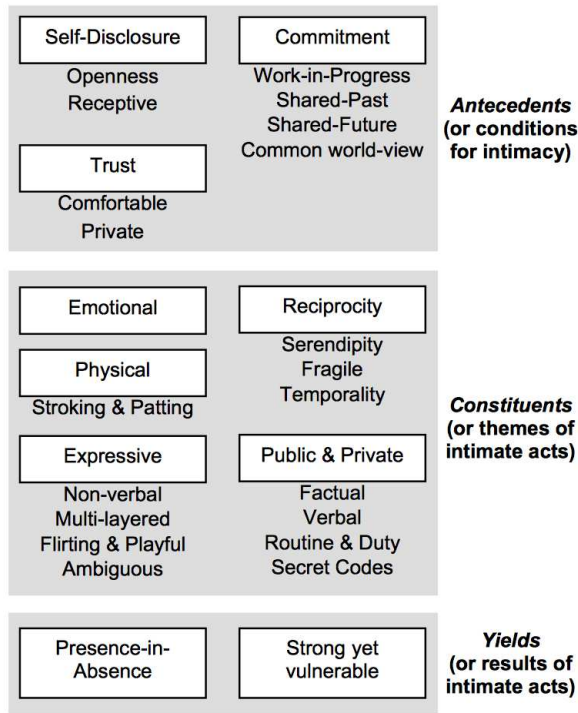 Self-Disclosure
Openness
Receptive
Trust
Comfortable
Private
Commitment
Work-in-Progress
Shared-Past
Shared-Future
Common world-view
Antecedents
(or conditions
for intimacy)
Emotional
Physical
Stroking & Patting
Expressive
Non-verbal
Multi-layered
Flirting & Playful
Ambiguous
Reciprocity
Serendipity
Fragile
Temporality
Public & Private
Factual
Verbal
Routine & Duty
Secret Codes
Constituents
(or themes of
intimate acts)
Presence-in-
Absence
Strong yet
vulnerable
Yields
(or results of
intimate acts)